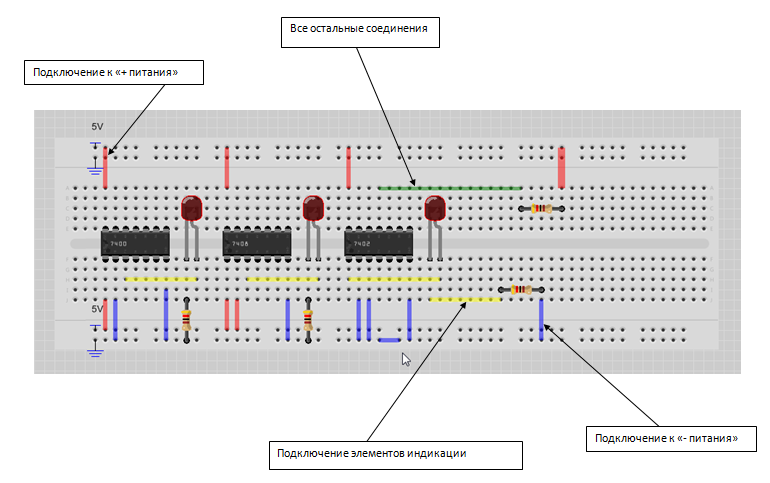 Все остальные соединения
Подключение к «+ питания»
5V
7400
7408
7402
5V
Подключение к «- питания»
Подключение элементов индикации